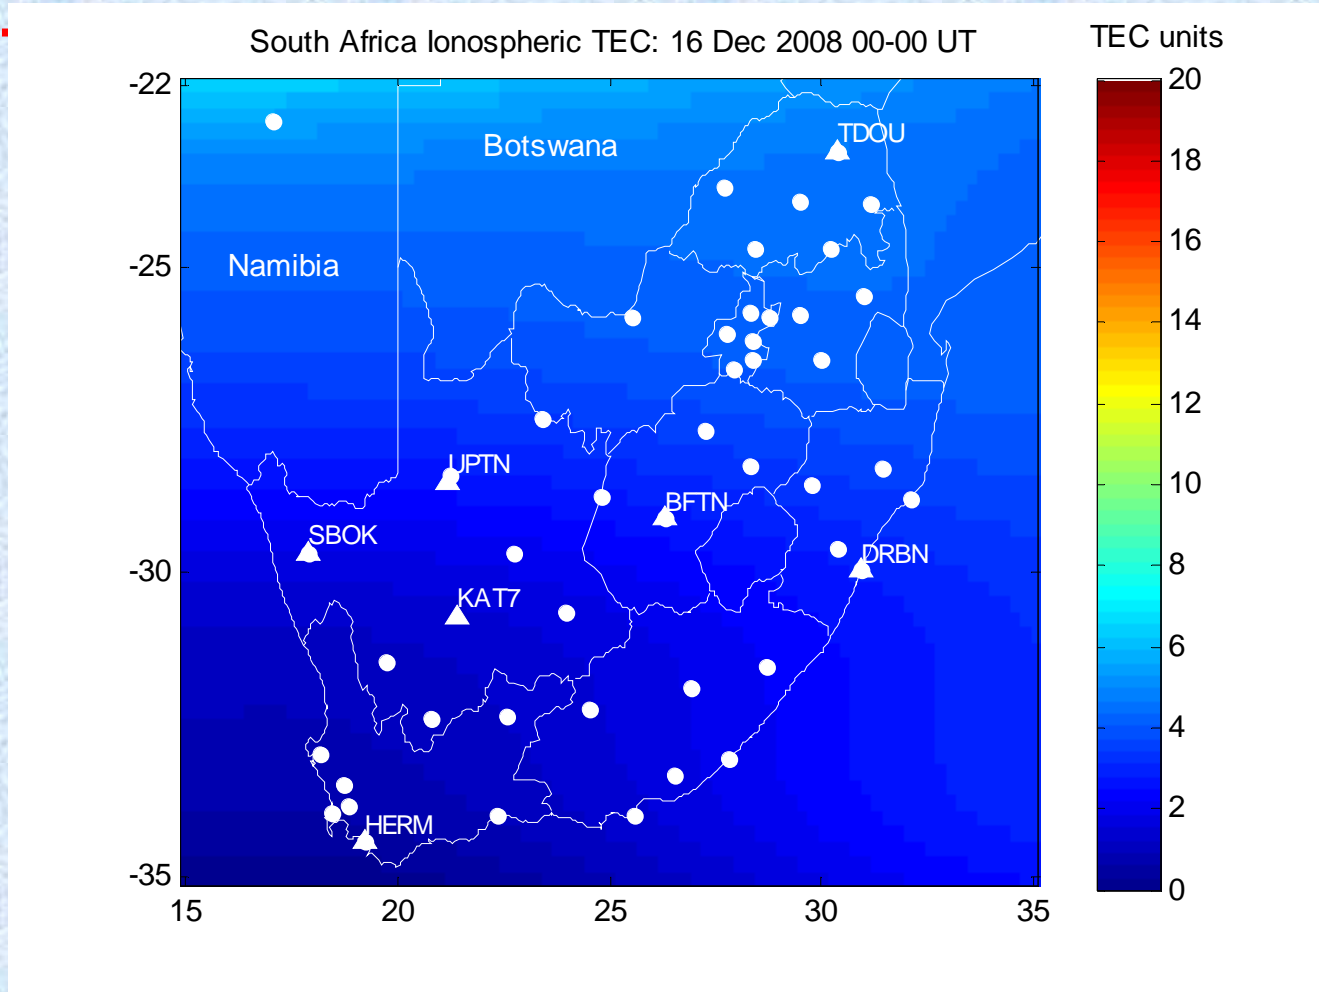 South Africa Ionospheric TEC: 16 Dec 2008 00-00 UT
TEC units
-22
-25
-30
-35
15
20
25
30
35
Botswana
TDOU
Namibia
UPTN
BFTN
SBOK
DRBN
KAT7
HERM
20
18
16
14
12
10
8
6
4
2
0